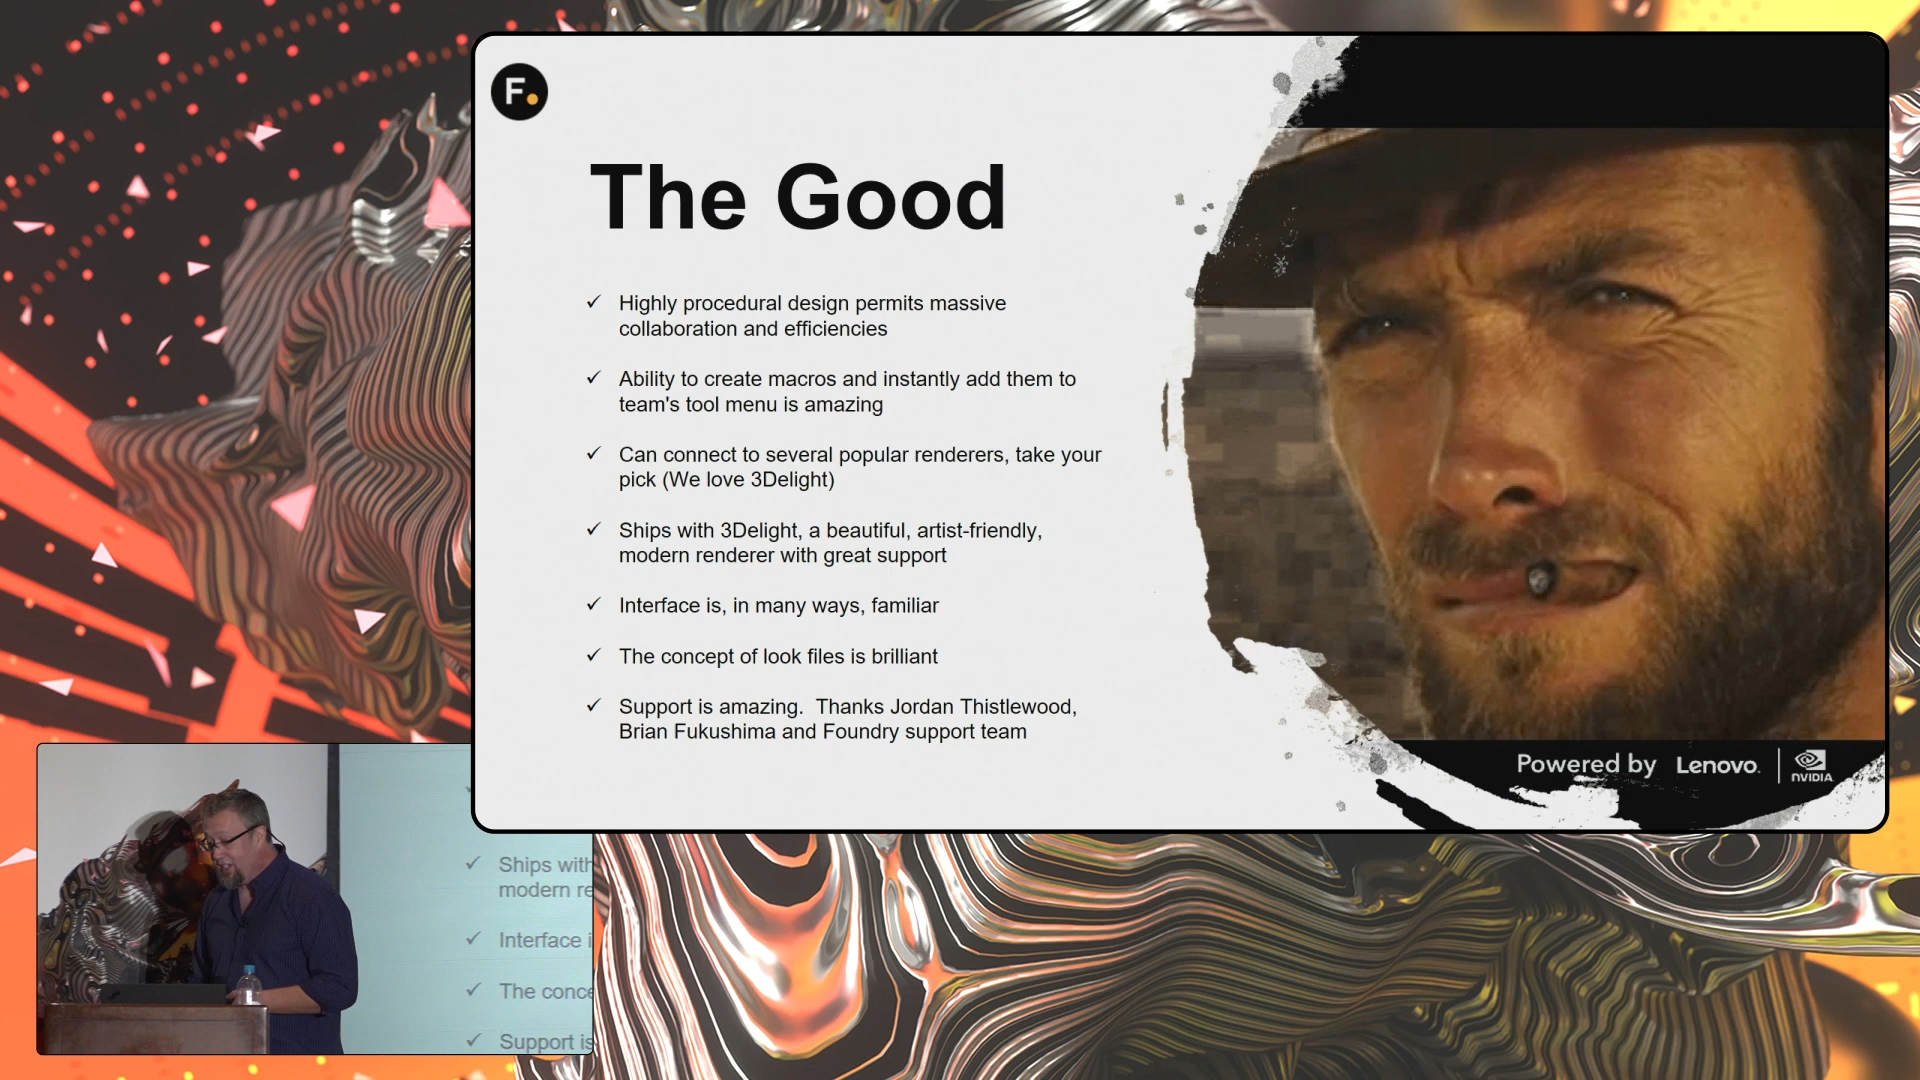 F.
The Good
✓ Highly procedural design permits massive
collaboration and efficiencies
✓ Ability to create macros and instantly add them to
team's tool menu is amazing
✓ Can connect to several popular renderers, take your
pick (We love 3Delight)
✓ Ships with 3Delight, a beautiful, artist-friendly,
modern renderer with great support
✓ Interface is, in many ways, familiar
✓ The concept of look files is brilliant
✓ Support is amazing.  Thanks Jordan Thistlewood,
Brian Fukushima and Foundry support team
Powered by Lenovo. NVIDIA
✓ Ships with
modern re
✓ Interface i
✓ The conce
✓ Support is